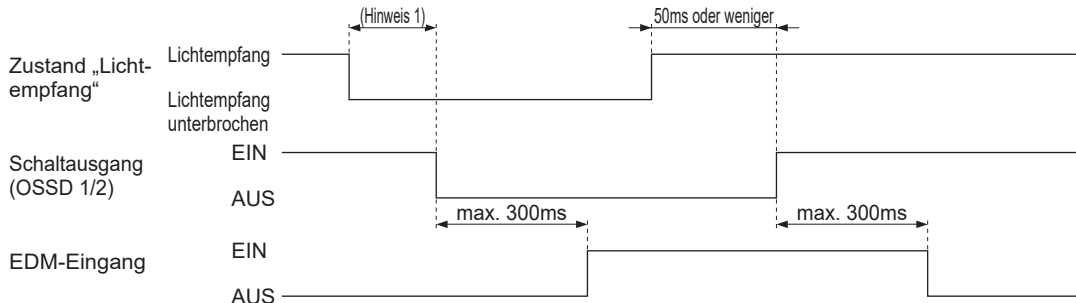 (Hinweis 1)
50ms oder weniger
Zustand „Licht-
empfang“
Lichtempfang
Lichtempfang
unterbrochen
Schaltausgang
(OSSD 1/2)
EIN
AUS
max. 300ms
max. 300ms
EDM-Eingang
EIN
AUS